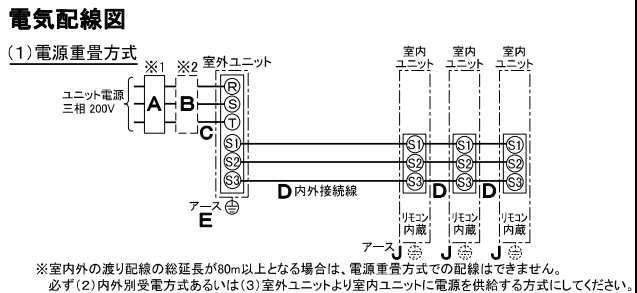 電気配線図
(1)電源重畳方式
※1 ※2 室外ユニット
室内ユニット 室内ユニット 室内ユニット
ユニット電源
三相 200V
A B C
R
S
T
S1 S1 S1 S1
S2 S2 S2 S2
S3 S3 S3 S3
D 内外接続線 D D
アース
E
リモコン内蔵 リモコン内蔵 リモコン内蔵
アース J J J
※室内外の渡り配線の総延長が80m以上となる場合は、電源重畳方式での配線はできません。
必ず(2)内外別受電方式あるいは(3)室外ユニットより室内ユニットに電源を供給する方式にしてください。